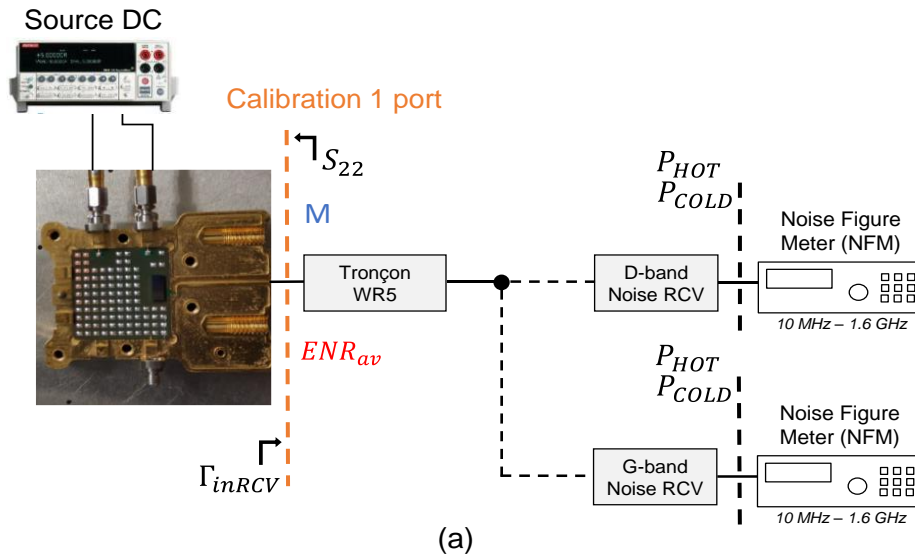 Source DC
Calibration 1 port
S22
M
PHOT
PCOLD
Noise Figure
Meter (NFM)
Tronçon
WR5
D-band
Noise RCV
10 MHz – 1.6 GHz
ENRav
PHOT
PCOLD
Noise Figure
Meter (NFM)
ΓinRCV
G-band
Noise RCV
10 MHz – 1.6 GHz
(a)